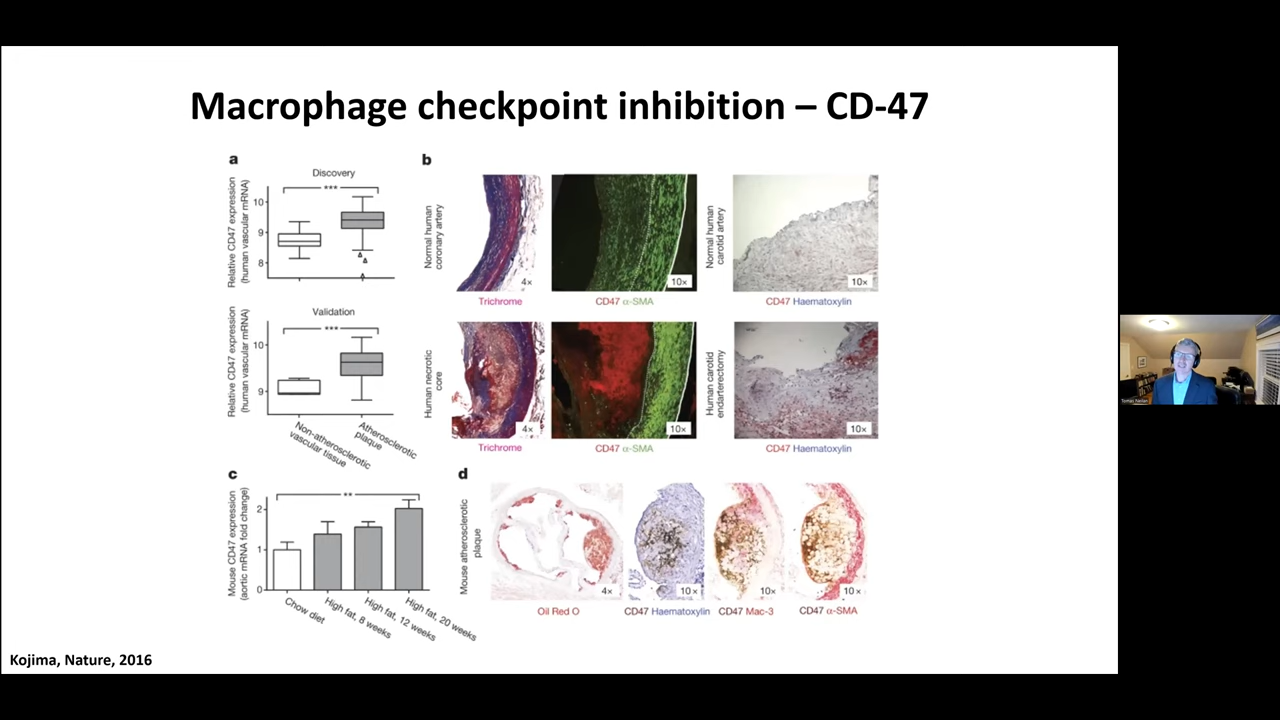 Macrophage checkpoint inhibition – CD-47
a
Discovery
Relative CD47 expression
(human vascular mRNA)
***
10
9
8
Validation
Relative CD47 expression
(human vascular mRNA)
***
10
9
Non-atherosclerotic
vascular tissue
Atherosclerotic
plaque
b
Normal human
coronary artery
4×
Trichrome
10×
CD47 α-SMA
Normal human
carotid artery
10×
CD47 Haematoxylin
Human necrotic
core
4×
Trichrome
10×
CD47 α-SMA
Human carotid
endarterectomy
10×
CD47 Haematoxylin
c
Mouse CD47 expression
(aortic mRNA fold change)
**
2
1
0
Chow diet
High fat, 8 weeks
High fat, 12 weeks
High fat, 20 weeks
d
Mouse atherosclerotic
plaque
4×
Oil Red O
10×
CD47 Haematoxylin
10×
CD47 Mac-3
10×
CD47 α-SMA
Kojima, Nature, 2016